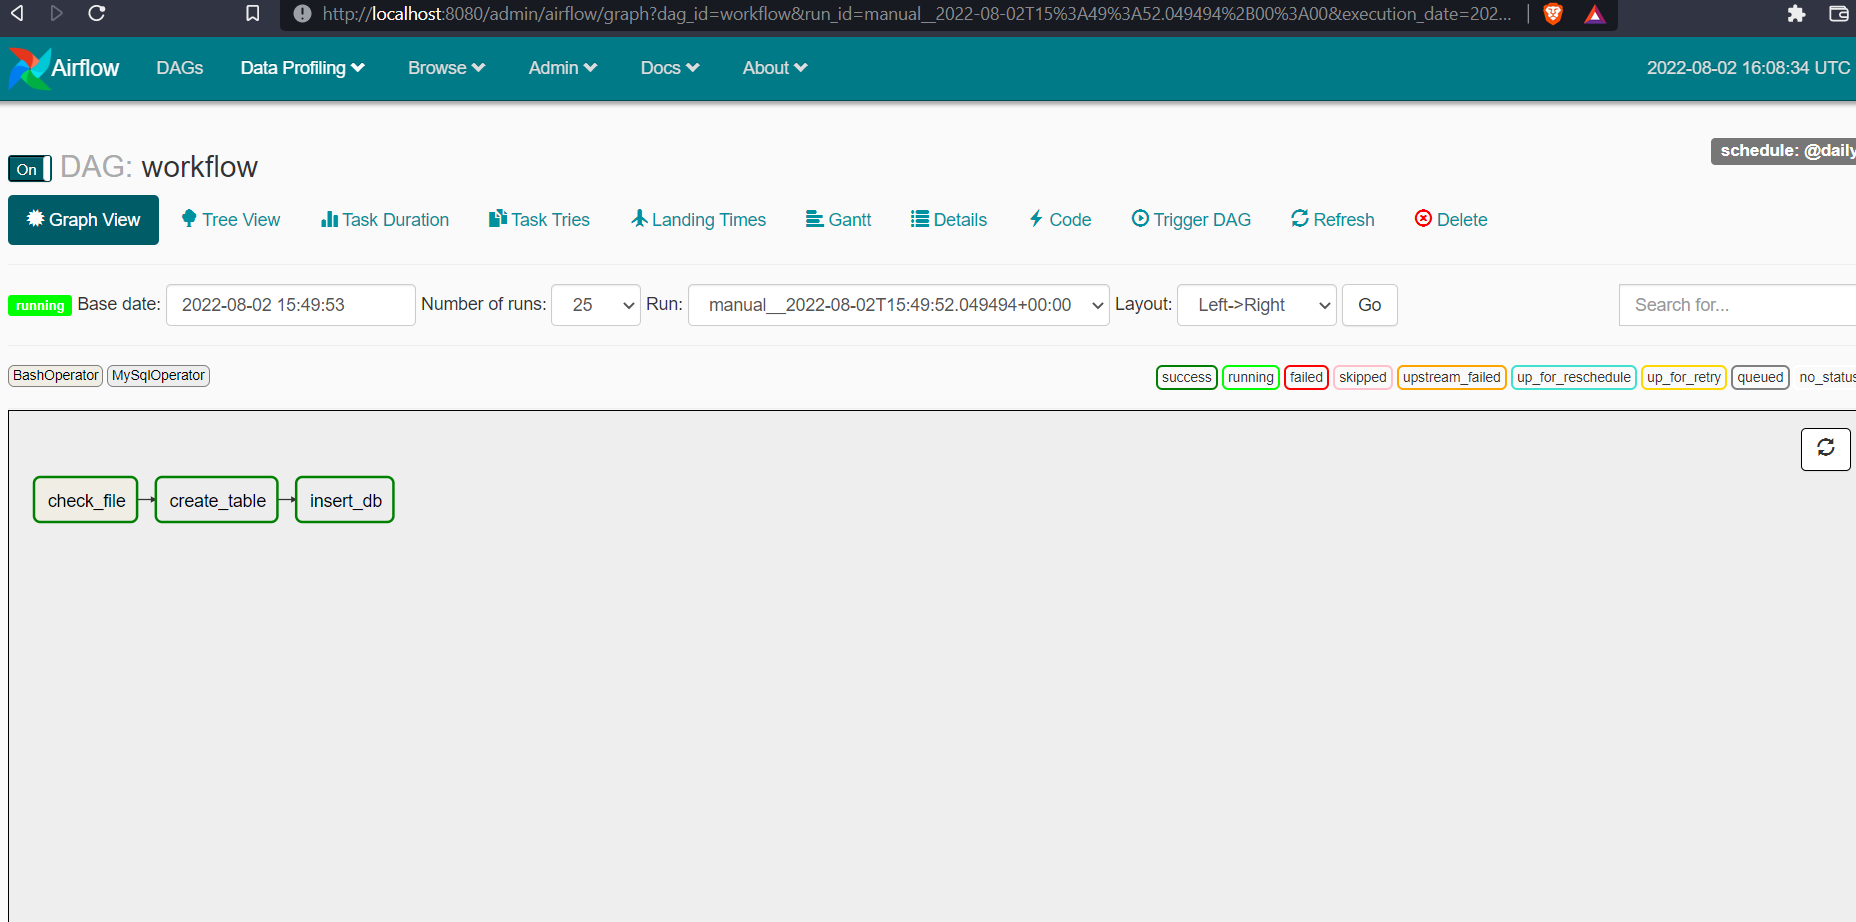 http://localhost:8080/admin/airflow/graph?dag_id=workflow&run_id=manual__2022-08-02T15%3A49%3A52.049494%2B00%3A00&execution_date=202...
Airflow DAGs Data Profiling Browse Admin Docs About 2022-08-02 16:08:34 UTC
schedule: @daily
On DAG: workflow
Graph View Tree View Task Duration Task Tries Landing Times Gantt Details Code Trigger DAG Refresh Delete
running Base date: 2022-08-02 15:49:53 Number of runs: 25 Run: manual__2022-08-02T15:49:52.049494+00:00 Layout: Left->Right Go Search for...
BashOperator MySqlOperator success running failed skipped upstream_failed up_for_reschedule up_for_retry queued no_status
check_file create_table insert_db